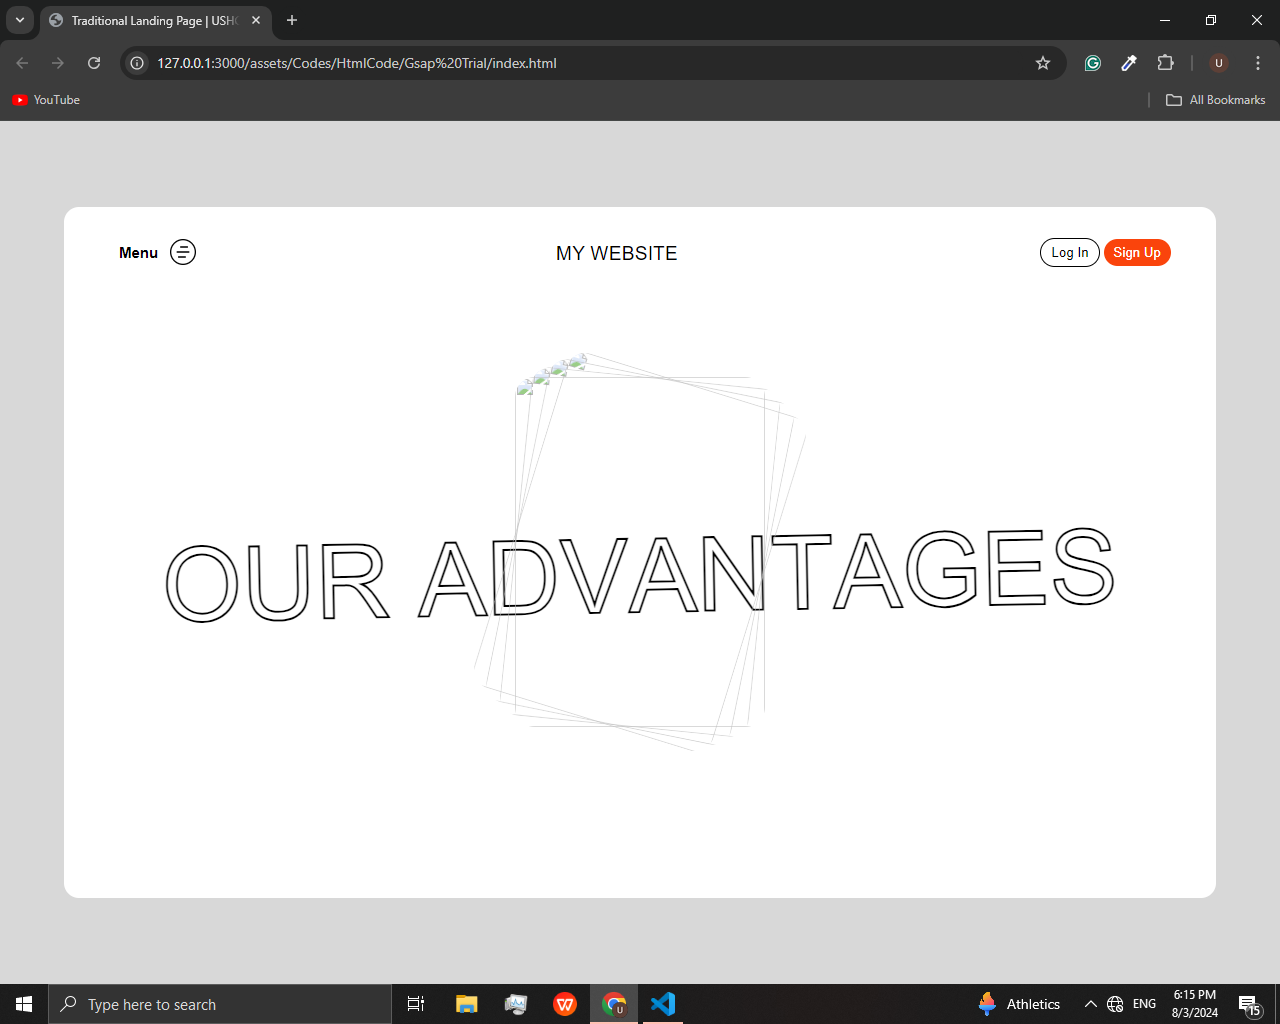 Traditional Landing Page | USHC
127.0.0.1:3000/assets/Codes/HtmlCode/Gsap%20Trial/index.html
U
YouTube
All Bookmarks
Menu
MY WEBSITE
Log In
Sign Up
OUR ADVANTAGES
Type here to search
W
U
Athletics
ENG
6:15 PM
8/3/2024
15